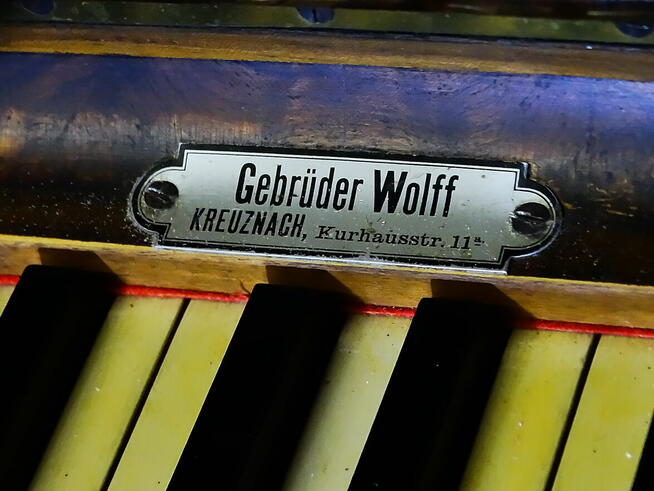 Gebrüder Wolff
KREUZNACH, Kurhausstr. 11ᵃ·